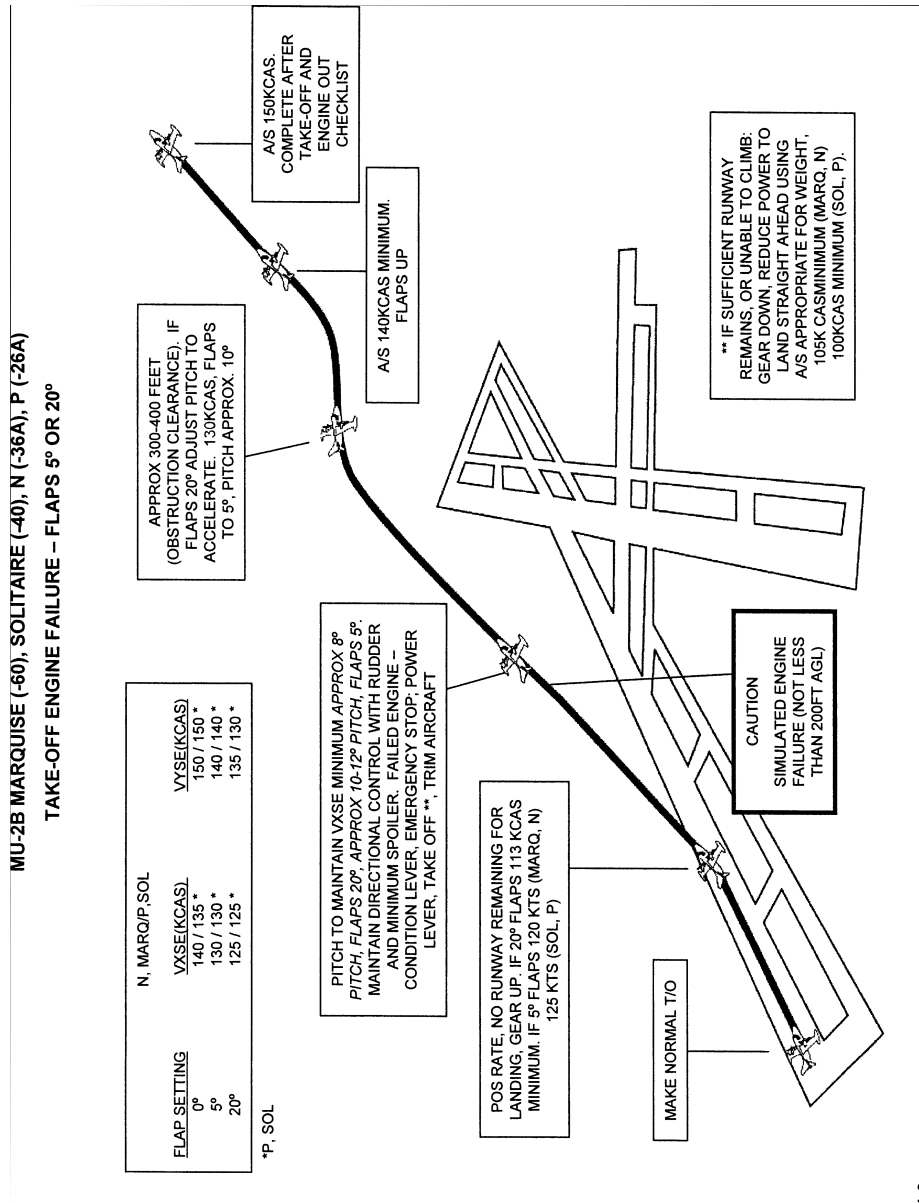 MU-2B MARQUISE (-60), SOLITAIRE (-40), N (-36A), P (-26A)
TAKE-OFF ENGINE FAILURE – FLAPS 5º OR 20º
N, MARQ/P,SOL
FLAP SETTING VXSE(KCAS) VYSE(KCAS)
0º 140 / 135 * 150 / 150 *
5º 130 / 130 * 140 / 140 *
20º 125 / 125 * 135 / 130 *
*P, SOL
MAKE NORMAL T/O
POS RATE, NO RUNWAY REMAINING FOR
LANDING, GEAR UP. IF 20º FLAPS 113 KCAS
MINIMUM. IF 5º FLAPS 120 KTS (MARQ, N)
125 KTS (SOL, P)
CAUTION
SIMULATED ENGINE
FAILURE (NOT LESS
THAN 200FT AGL)
PITCH TO MAINTAIN VXSE MINIMUM APPROX 8º
PITCH, FLAPS 20º, APPROX 10-12º PITCH, FLAPS 5º.
MAINTAIN DIRECTIONAL CONTROL WITH RUDDER
AND MINIMUM SPOILER. FAILED ENGINE –
CONDITION LEVER, EMERGENCY STOP; POWER
LEVER, TAKE OFF **, TRIM AIRCRAFT
APPROX 300-400 FEET
(OBSTRUCTION CLEARANCE). IF
FLAPS 20º ADJUST PITCH TO
ACCELERATE. 130KCAS, FLAPS
TO 5º, PITCH APPROX. 10º
A/S 140KCAS MINIMUM.
FLAPS UP
A/S 150KCAS.
COMPLETE AFTER
TAKE-OFF AND
ENGINE OUT
CHECKLIST
** IF SUFFICIENT RUNWAY
REMAINS, OR UNABLE TO CLIMB:
GEAR DOWN, REDUCE POWER TO
LAND STRAIGHT AHEAD USING
A/S APPROPRIATE FOR WEIGHT,
105K CASMINIMUM (MARQ, N)
100KCAS MINIMUM (SOL, P).